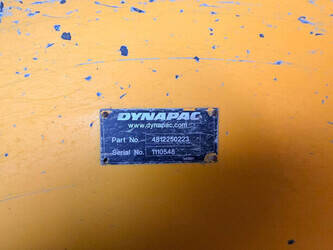 DYNAPAC
www.dynapac.com
Part No. 4812250223
Serial No. 1110548